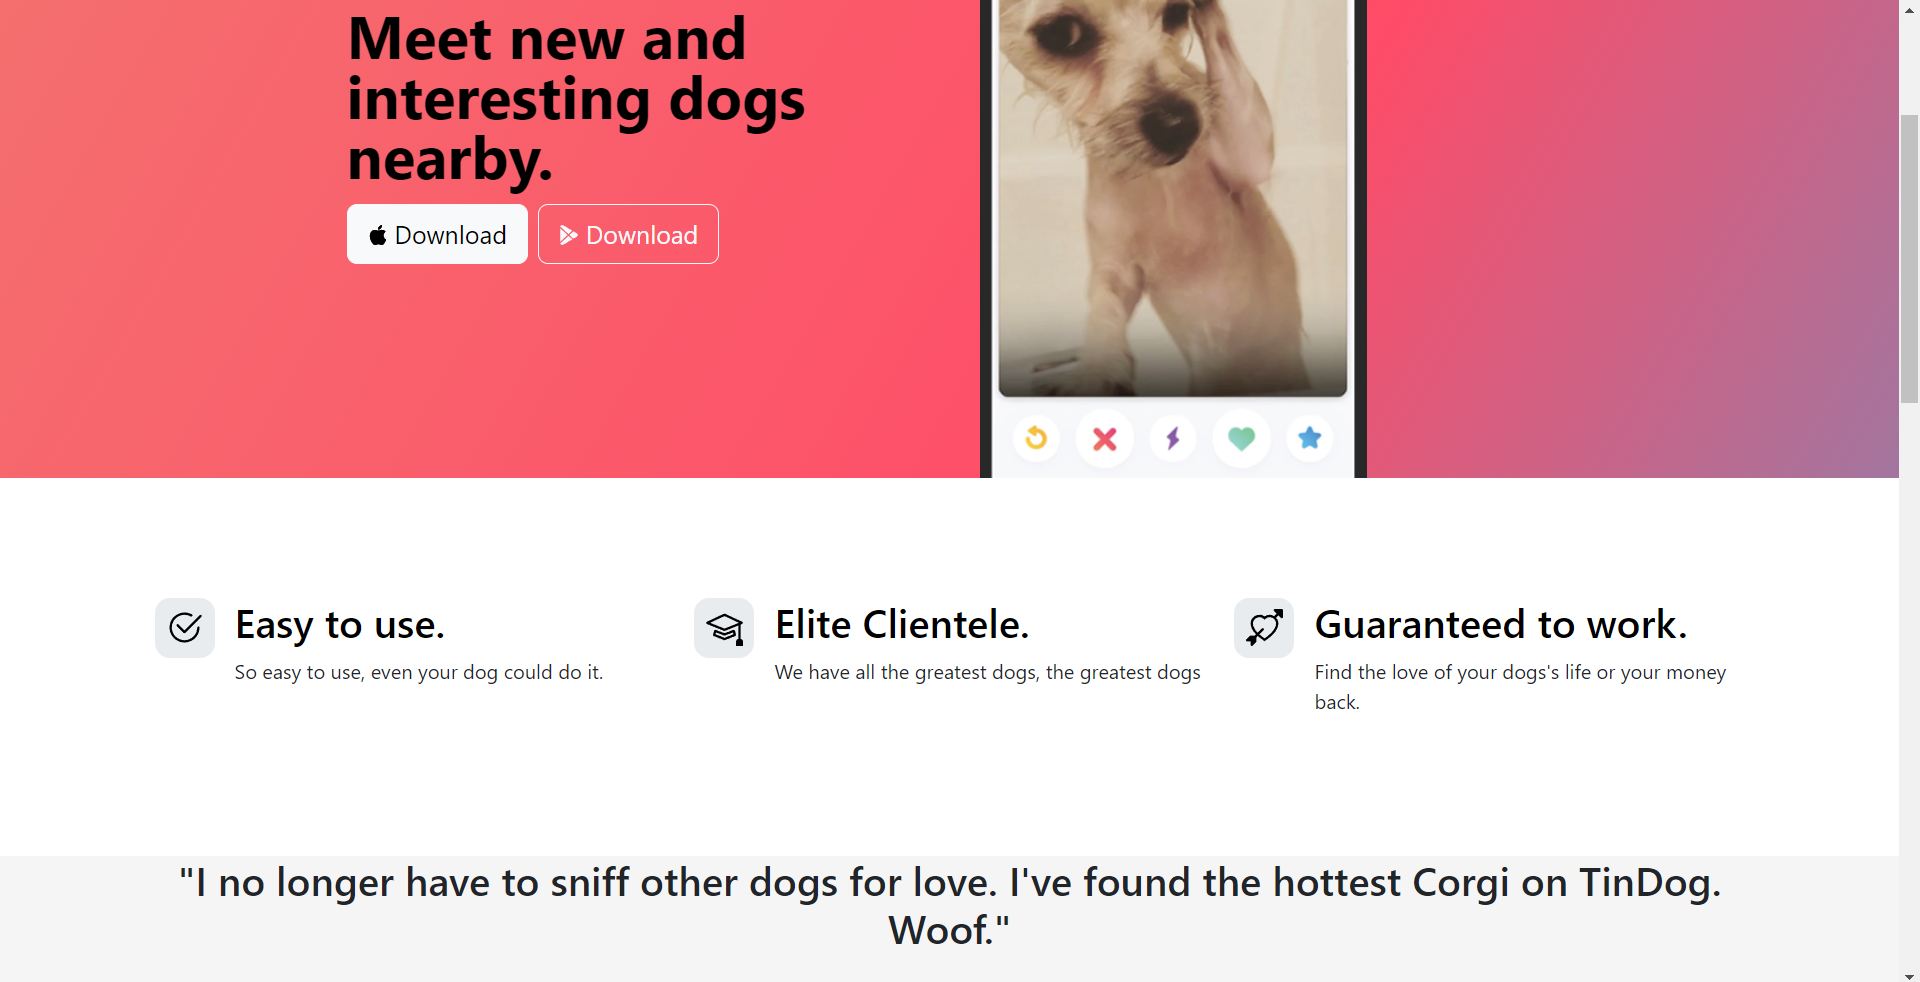 Meet new and
interesting dogs
nearby.
Download
Download
Easy to use.
So easy to use, even your dog could do it.
Elite Clientele.
We have all the greatest dogs, the greatest dogs
Guaranteed to work.
Find the love of your dogs's life or your money
back.
"I no longer have to sniff other dogs for love. I've found the hottest Corgi on TinDog.
Woof."